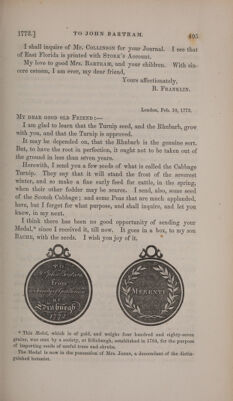 1773.] TO JOHN BARTRAM. 405
I shall inquire of Mr. COLLINSON for your Journal. I see that
of East Florida is printed with STORK'S Account.
My love to good Mrs. BARTRAM, and your children. With sin-
cere esteem, I am ever, my dear friend,
Yours affectionately,
B. FRANKLIN.
London, Feb. 10, 1773.
MY DEAR GOOD OLD FRIEND:—
I am glad to learn that the Turnip seed, and the Rhubarb, grow
with you, and that the Turnip is approved.
It may be depended on, that the Rhubarb is the genuine sort.
But, to have the root in perfection, it ought not to be taken out of
the ground in less than seven years.
Herewith, I send you a few seeds of what is called the Cabbage
Turnip. They say that it will stand the frost of the severest
winter, and so make a fine early feed for cattle, in the spring,
when their other fodder may be scarce. I send, also, some seed
of the Scotch Cabbage; and some Peas that are much applauded,
here, but I forget for what purpose, and shall inquire, and let you
know, in my next.
I think there has been no good opportunity of sending your
Medal,* since I received it, till now. It goes in a box, to my son
BACHE, with the seeds. I wish you joy of it.
TO
Mr John Bartram
from
a Society of Gentlemen
AT
Edinburgh
1772
MERENTI
* This Medal, which is of gold, and weighs four hundred and eighty-seven
grains, was sent by a society, at Edinburgh, established in 1764, for the purpose
of importing seeds of useful trees and shrubs.
The Medal is now in the possession of Mrs. JONES, a descendant of the distin-
guished botanist.